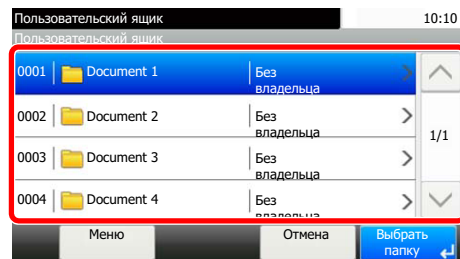 Пользовательский ящик 10:10
Пользовательский ящик
0001 Document 1 Без
владельца
0002 Document 2 Без
владельца
1/1
0003 Document 3 Без
владельца
0004 Document 4 Без
владельца
Меню Отмена Выбрать
папку